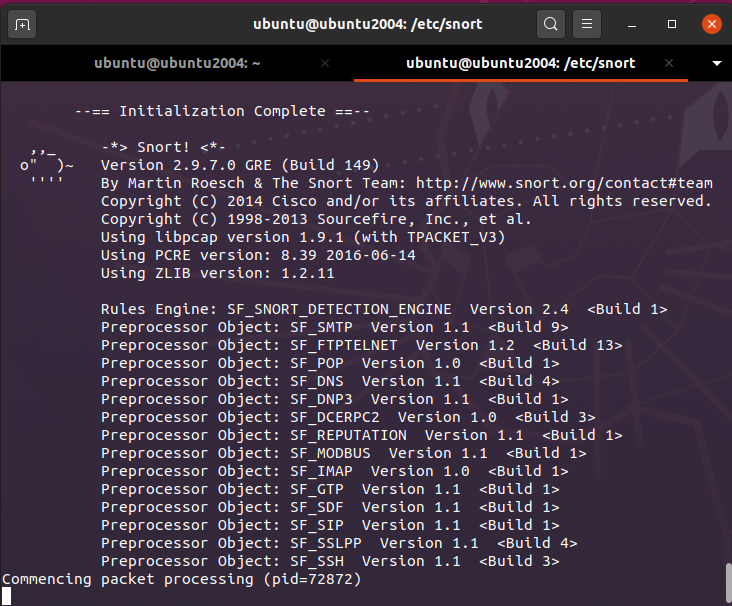 ubuntu@ubuntu2004: /etc/snort
ubuntu@ubuntu2004: ~
ubuntu@ubuntu2004: /etc/snort
--== Initialization Complete ==--
,,_     -*> Snort! <*-
o"  )~   Version 2.9.7.0 GRE (Build 149)
''''    By Martin Roesch & The Snort Team: http://www.snort.org/contact#team
Copyright (C) 2014 Cisco and/or its affiliates. All rights reserved.
Copyright (C) 1998-2013 Sourcefire, Inc., et al.
Using libpcap version 1.9.1 (with TPACKET_V3)
Using PCRE version: 8.39 2016-06-14
Using ZLIB version: 1.2.11
Rules Engine: SF_SNORT_DETECTION_ENGINE  Version 2.4  <Build 1>
Preprocessor Object: SF_SMTP  Version 1.1  <Build 9>
Preprocessor Object: SF_FTPTELNET  Version 1.2  <Build 13>
Preprocessor Object: SF_POP  Version 1.0  <Build 1>
Preprocessor Object: SF_DNS  Version 1.1  <Build 4>
Preprocessor Object: SF_DNP3  Version 1.1  <Build 1>
Preprocessor Object: SF_DCERPC2  Version 1.0  <Build 3>
Preprocessor Object: SF_REPUTATION  Version 1.1  <Build 1>
Preprocessor Object: SF_MODBUS  Version 1.1  <Build 1>
Preprocessor Object: SF_IMAP  Version 1.0  <Build 1>
Preprocessor Object: SF_GTP  Version 1.1  <Build 1>
Preprocessor Object: SF_SDF  Version 1.1  <Build 1>
Preprocessor Object: SF_SIP  Version 1.1  <Build 1>
Preprocessor Object: SF_SSLPP  Version 1.1  <Build 4>
Preprocessor Object: SF_SSH  Version 1.1  <Build 3>
Commencing packet processing (pid=72872)